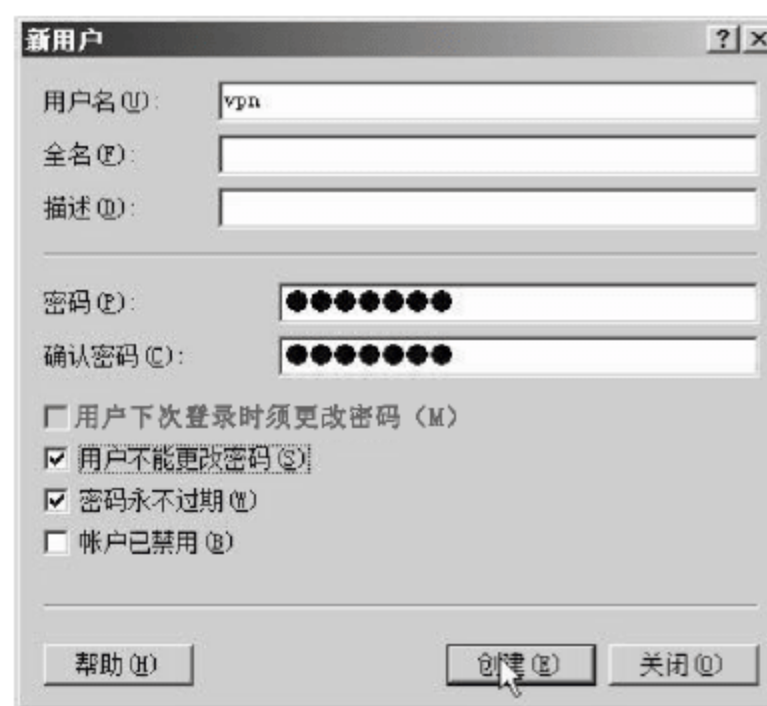 新用户
用户名(U): vpn
全名(F):
描述(D):
密码(P): ●●●●●●●
确认密码(C): ●●●●●●●
用户下次登录时须更改密码（M）
用户不能更改密码(S)
密码永不过期(W)
帐户已禁用(B)
帮助(H) 创建(E) 关闭(O)